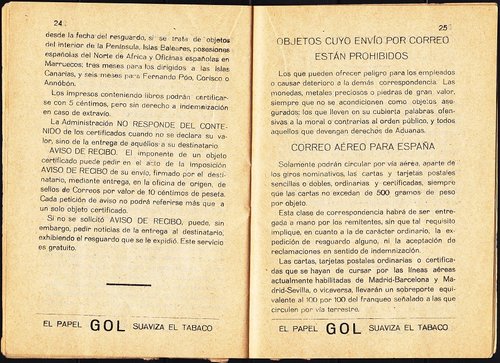 24
desde la fecha del resguardo, si se trata de objetos
del interior de la Península, Islas Baleares, posesiones
españolas del Norte de Africa y Oficinas españolas en
Marruecos; tres meses para los dirigidos a las Islas
Canarias, y seis meses para Fernando Póo, Corisco o
Annobón.
Los impresos conteniendo libros podrán certificar-
se con 5 céntimos, pero sin derecho a indemnización
en caso de extravío.
La Administración NO RESPONDE DEL CONTE-
NIDO de los certificados cuando no se declara su va-
lor, sino de la entrega de aquéllos a su destinatario.
AVISO DE RECIBO. El imponente de un objeto
certificado puede pedir en el acto de la imposición
AVISO DE RECIBO de su envío, firmado por el desti-
natario, mediante entrega, en la oficina de origen, de
sellos de Correos por valor de 10 céntimos de peseta.
Cada petición de aviso no podrá referirse más que a
un solo objeto certificado.
Si no se solicitó AVISO DE RECIBO, puede, sin
embargo, pedir noticias de la entrega al destinatario,
exhibiendo el resguardo que se le expidió. Este servicio
es gratuito.
EL PAPEL GOL SUAVIZA EL TABACO
25
OBJETOS CUYO ENVÍO POR CORREO
ESTÁN PROHIBIDOS
Los que pueden ofrecer peligro para los empleados
o causar deterioro a la demás correspondencia. Las
monedas, metales preciosos o piedras de gran valor,
siempre que no se acondicionen como objetos ase-
gurados; los que lleven en su cubierta palabras ofen-
sivas a la moral o contrarias al orden público, y todos
aquellos que devengan derechos de Aduanas.
CORREO AÉREO PARA ESPAÑA
Solamente podrán circular por vía aérea, aparte de
los giros nominativos, las cartas y tarjetas postales
sencillas o dobles, ordinarias y certificadas, siempre
que las cartas no excedan de 500 gramos de peso
por objeto.
Esta clase de correspondencia habrá de ser entre-
gada a mano por los remitentes, sin que tal requisito
implique, en cuanto a la de carácter ordinario, la ex-
pedición de resguardo alguno, ni la aceptación de
reclamaciones en sentido de indemnización.
Las cartas, tarjetas postales ordinarias o certifica-
das que se hayan de cursar por las líneas aéreas
actualmente habilitadas de Madrid-Barcelona y Ma-
drid-Sevilla, o viceversa, llevarán un sobreporte equi-
valente al 100 por 100 del franqueo señalado a las que
circulen por vía terrestre.
EL PAPEL GOL SUAVIZA EL TABACO